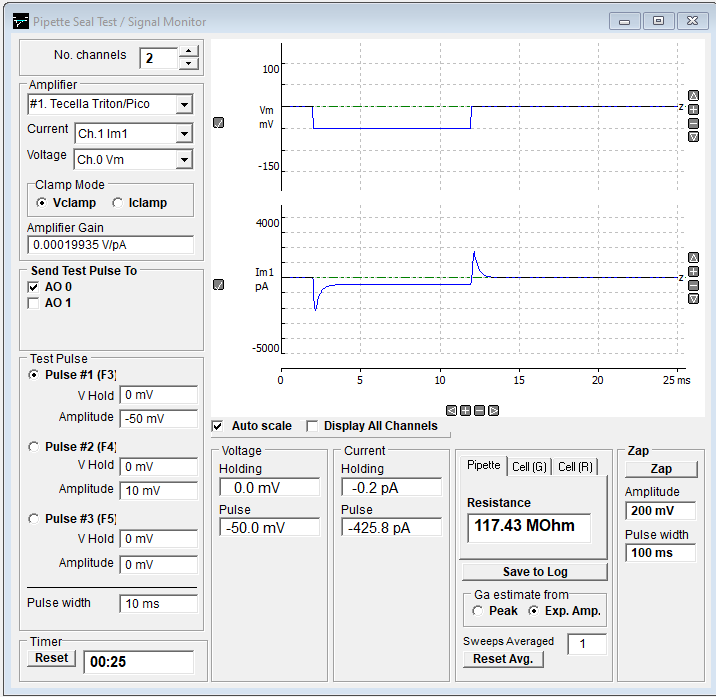 Pipette Seal Test / Signal Monitor
No. channels 2
Amplifier
#1. Tecella Triton/Pico
Current Ch.1 Im1
Voltage Ch.0 Vm
Clamp Mode
Vclamp Iclamp
Amplifier Gain
0.00019935 V/pA
Send Test Pulse To
AO 0
AO 1
Test Pulse
Pulse #1 (F3)
V Hold 0 mV
Amplitude -50 mV
Pulse #2 (F4)
V Hold 0 mV
Amplitude 10 mV
Pulse #3 (F5)
V Hold 0 mV
Amplitude 0 mV
Pulse width 10 ms
Timer
Reset 00:25
100
Vm
mV
-150
z
4000
Im1
pA
-5000
z
0 5 10 15 20 25 ms
Auto scale Display All Channels
Voltage
Holding
0.0 mV
Pulse
-50.0 mV
Current
Holding
-0.2 pA
Pulse
-425.8 pA
Pipette Cell (G) Cell (R)
Resistance
117.43 MOhm
Save to Log
Ga estimate from
Peak Exp. Amp.
Sweeps Averaged 1
Reset Avg.
Zap
Zap
Amplitude
200 mV
Pulse width
100 ms